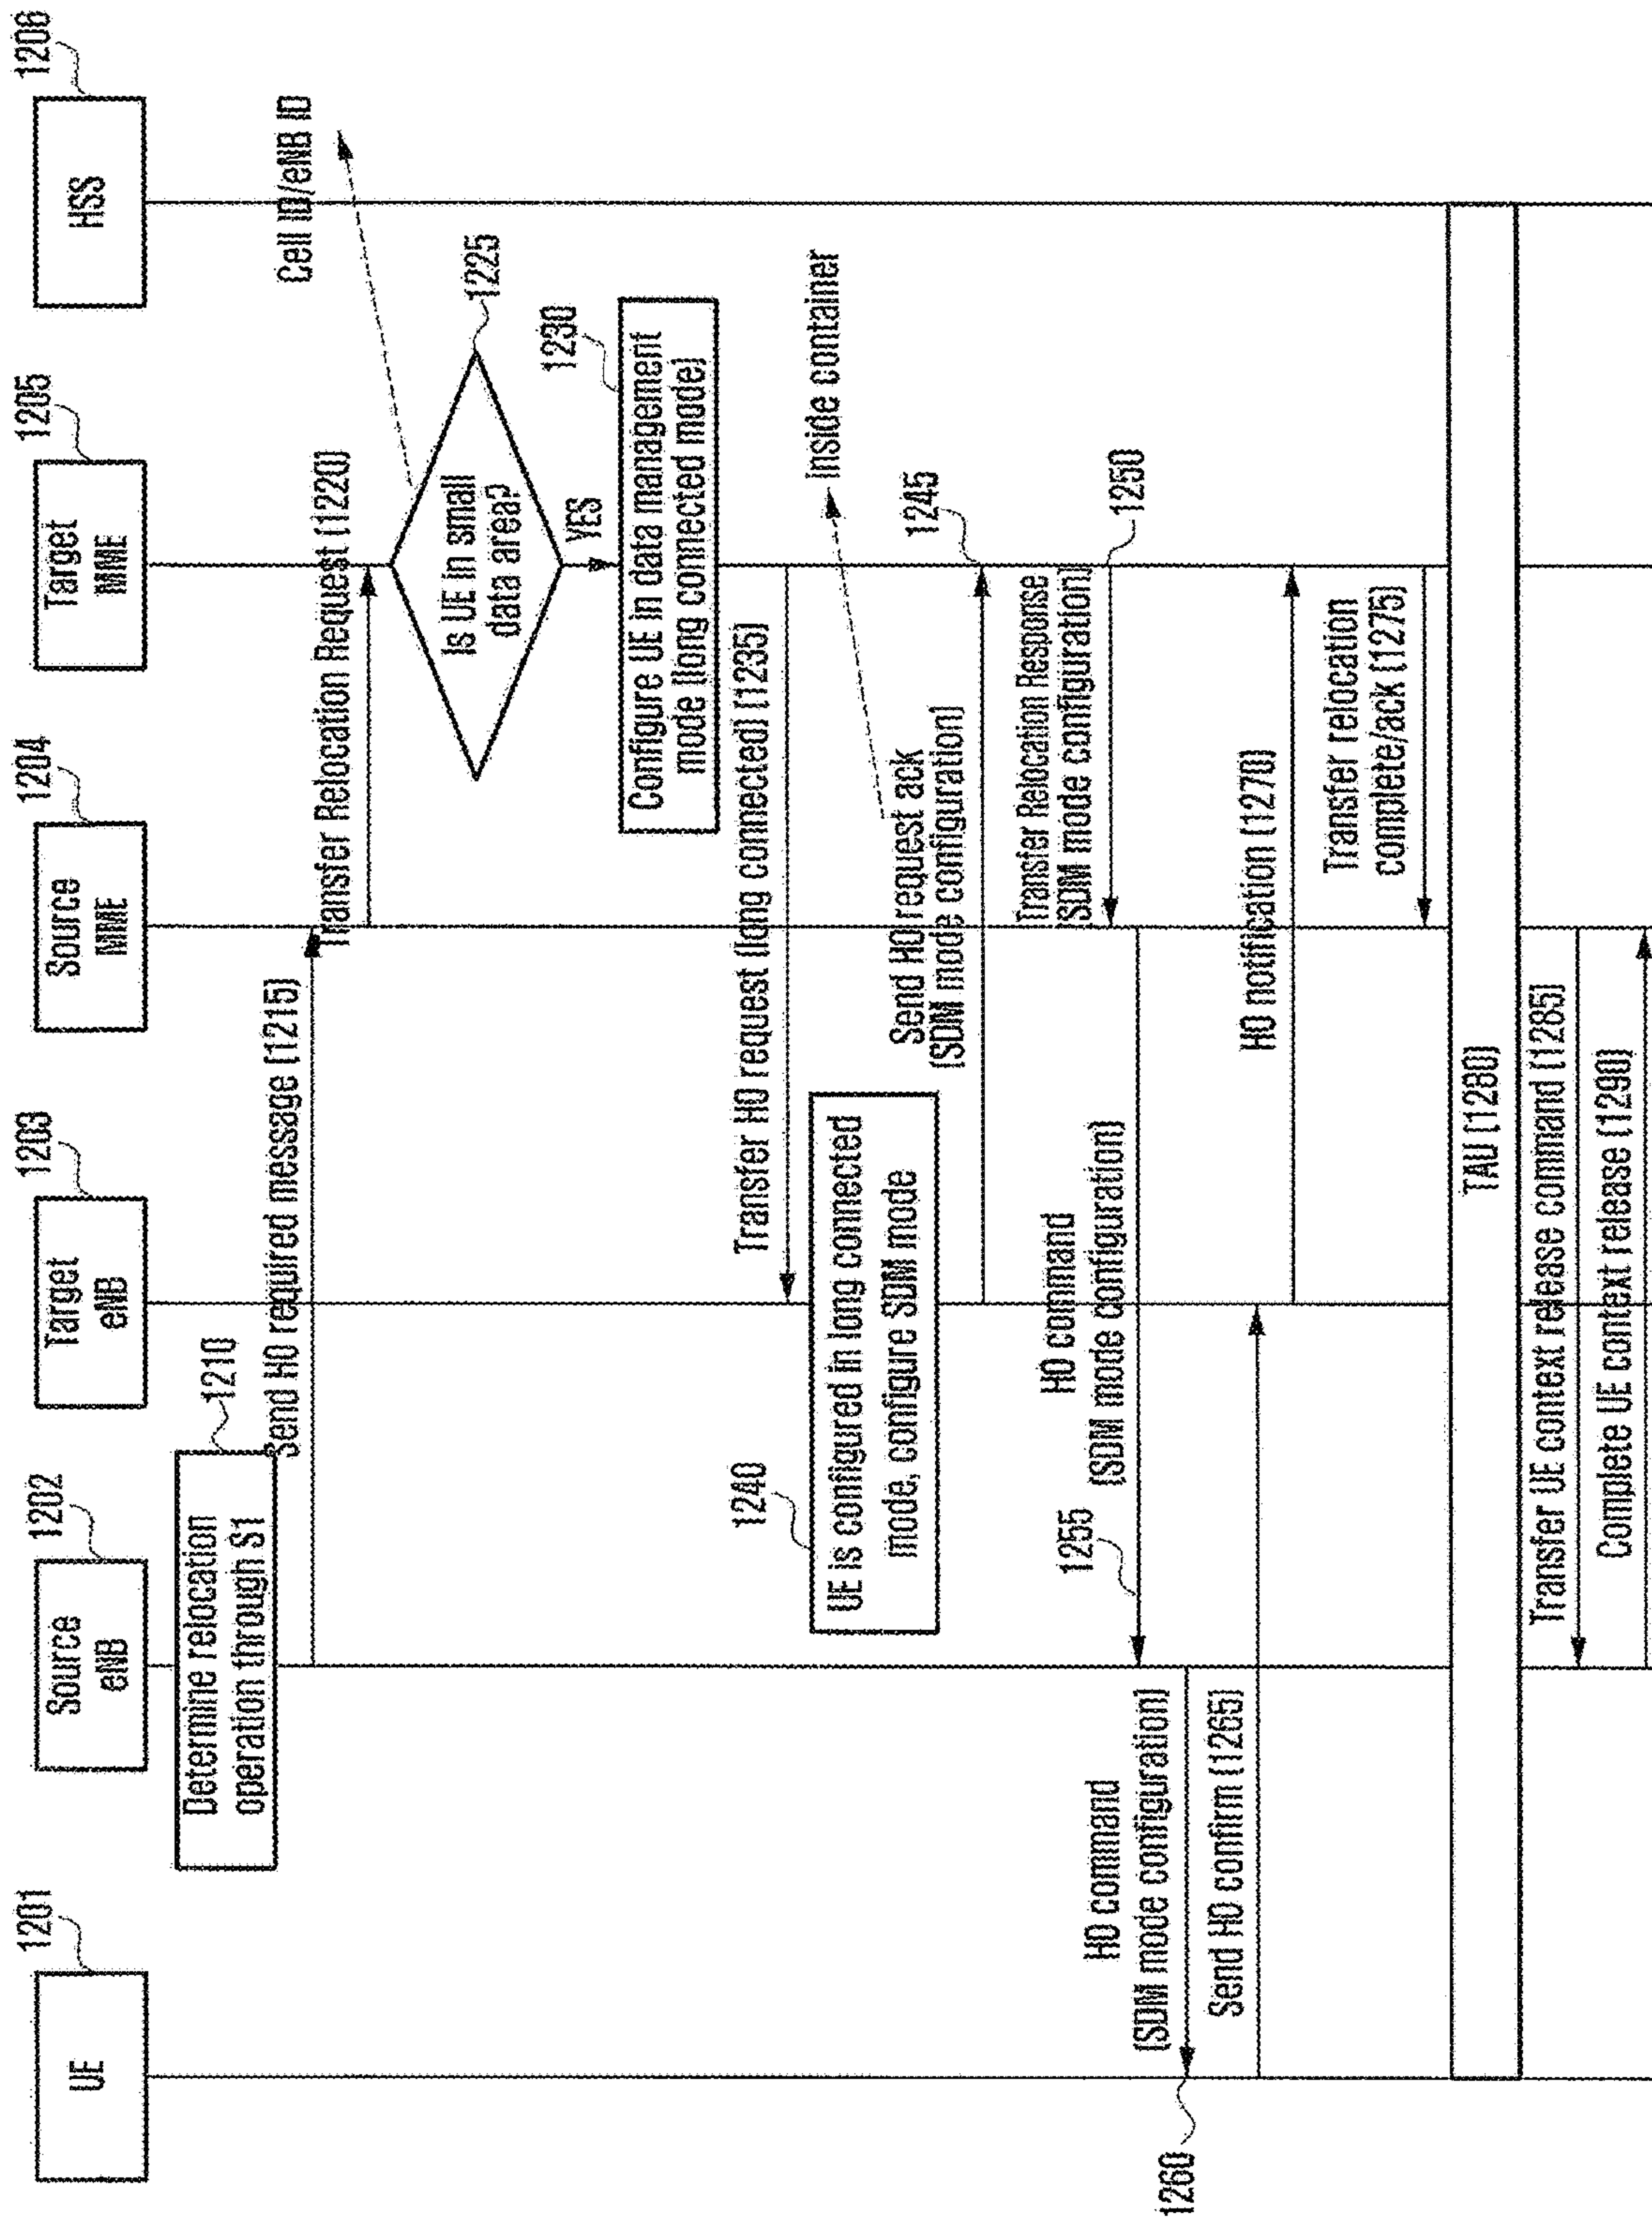 1201
1202
1203
1204
1205
1206
UE
Source
eNB
Target
eNB
Source
MME
Target
MME
HSS
Determine relocation
operation through S1
1210
Send HO required message (1215)
Transfer Relocation Request (1220)
Cell ID/eNB ID
Is UE in small
data area?
1225
YES
1230
Configure UE in data management
mode (long connected mode)
Transfer HO request (long connected) (1235)
1240
UE is configured in long connected
mode, configure SDM mode
Inside container
Send HO request ack
(SDM mode configuration)
1245
Transfer Relocation Response
(SDM mode configuration)
1250
HO command
(SDM mode configuration)
1255
HO command
(SDM mode configuration)
1260
Send HO confirm (1265)
HO notification (1270)
Transfer relocation
complete/ack (1275)
TAU (1280)
Transfer UE context release command (1285)
Complete UE context release (1290)